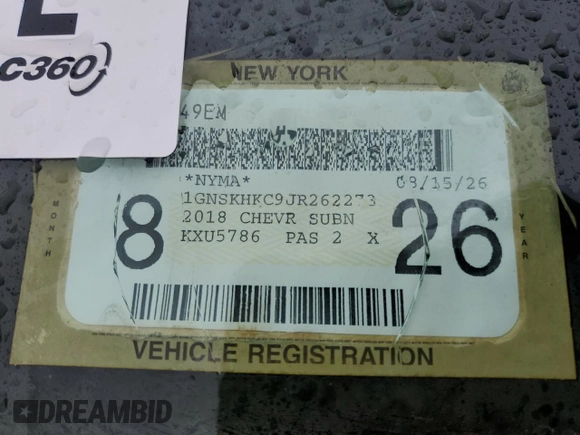 C360
NEW YORK
49EM
*NYMA* 08/15/26
1GNSKHKC9JR262273
2018 CHEVR SUBN
KXU5786 PAS 2 X
8
26
MONTH
YEAR
VEHICLE REGISTRATION
DREAMBID